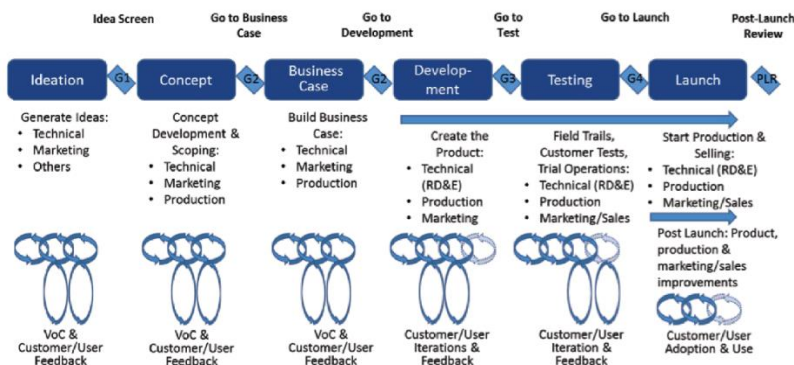 Idea Screen
Go to Business
Case
Go to
Development
Go to
Test
Go to Launch
Post-Launch
Review
Ideation
G1
Concept
G2
Business
Case
G2
Develop-
ment
G3
Testing
G4
Launch
PLR
Generate Ideas:
• Technical
• Marketing
• Others
Concept
Development &
Scoping:
• Technical
• Marketing
• Production
Build Business
Case:
• Technical
• Marketing
• Production
Create the
Product:
• Technical
(RD&E)
• Production
• Marketing
Field Trails,
Customer Tests,
Trial Operations:
• Technical (RD&E)
• Production
• Marketing/Sales
Start Production &
Selling:
• Technical (RD&E)
• Production
• Marketing/Sales
Post Launch: Product,
production &
marketing/sales
improvements
VoC &
Customer/User
Feedback
VoC &
Customer/User
Feedback
VoC &
Customer/User
Feedback
Customer/User
Iterations &
Feedback
Customer/User
Iteration &
Feedback
Customer/User
Adoption & Use